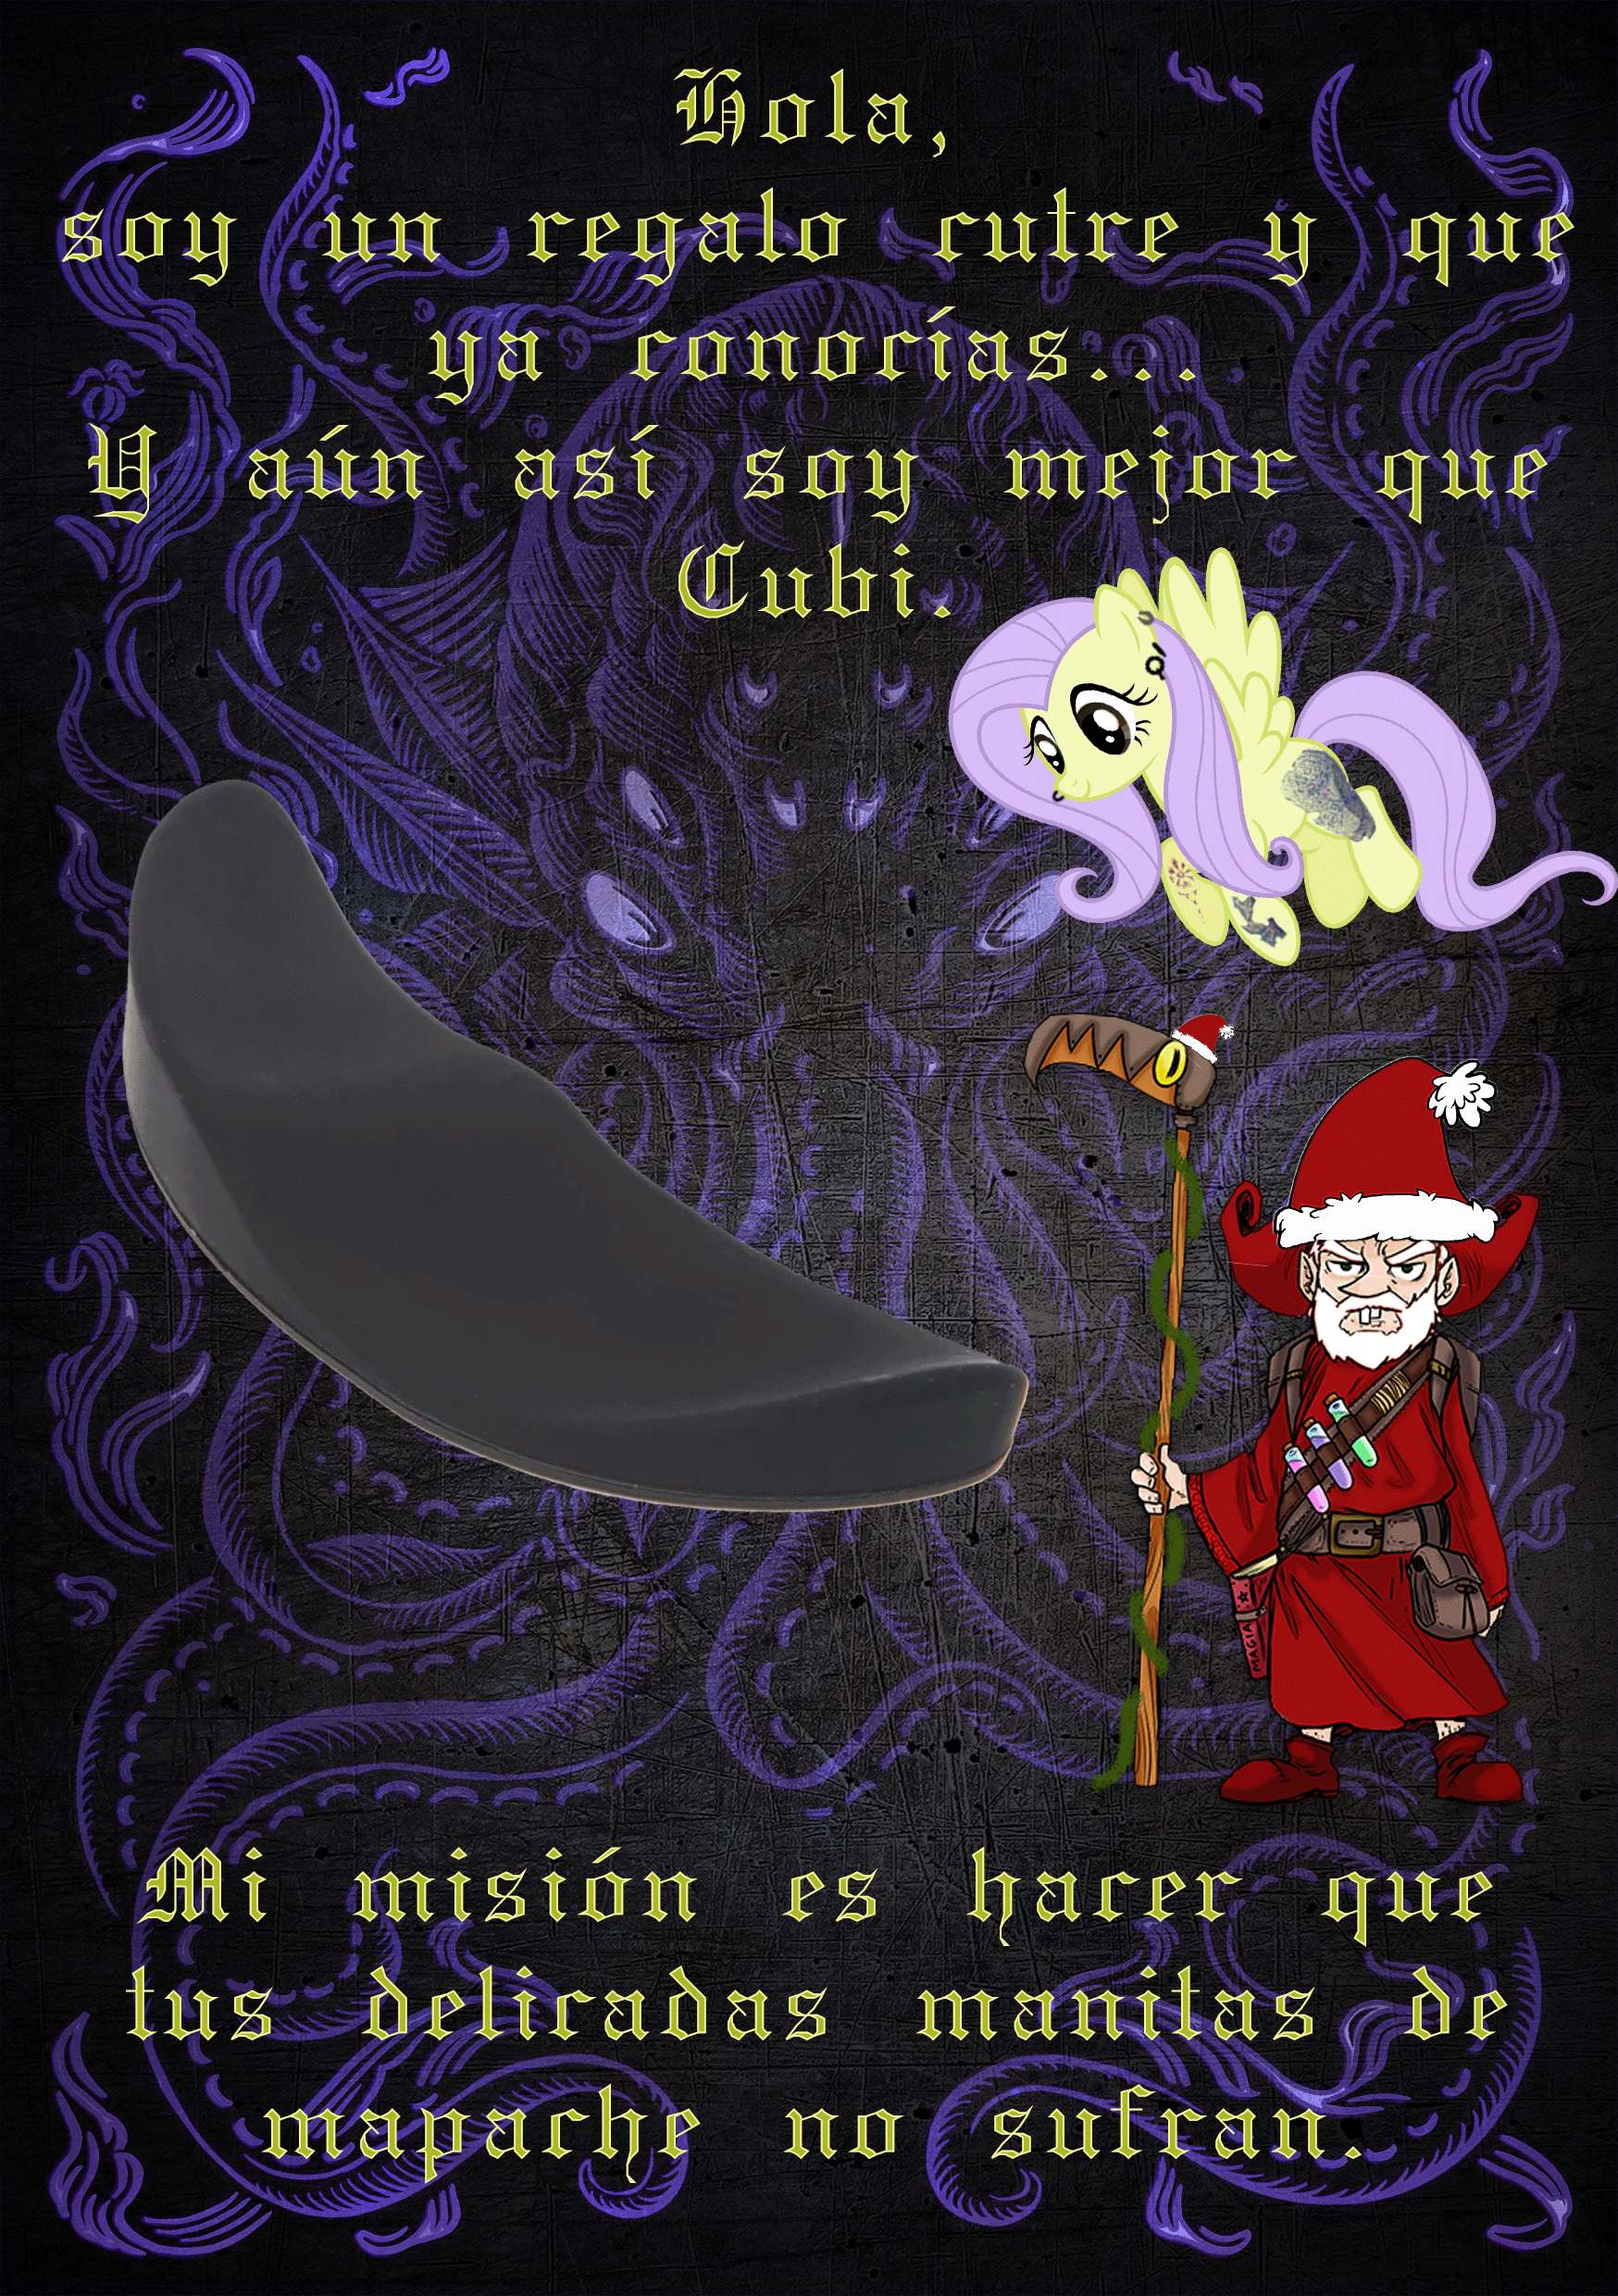 Hola,
soy un regalo cutre y que
ya conocías...
Y aún así soy mejor que
Cubi.
MAGIA
Mi misión es hacer que
tus delicadas manitas de
mapache no sufran.